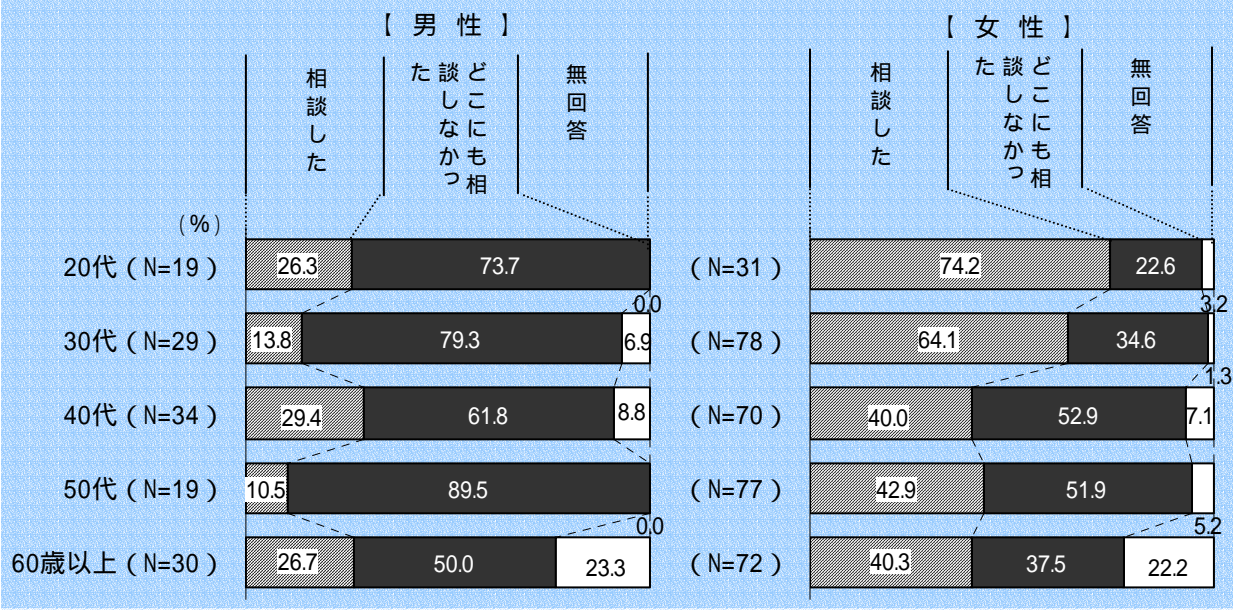 【 男 性 】
【 女 性 】
相談した
どこにも相
談しなかっ
た
無回答
相談した
どこにも相
談しなかっ
た
無回答
(%)
20代(N=19) 26.3 73.7 0.0
(N=31) 74.2 22.6 3.2
30代(N=29) 13.8 79.3 6.9
(N=78) 64.1 34.6 1.3
40代(N=34) 29.4 61.8 8.8
(N=70) 40.0 52.9 7.1
50代(N=19) 10.5 89.5 0.0
(N=77) 42.9 51.9 5.2
60歳以上(N=30) 26.7 50.0 23.3
(N=72) 40.3 37.5 22.2